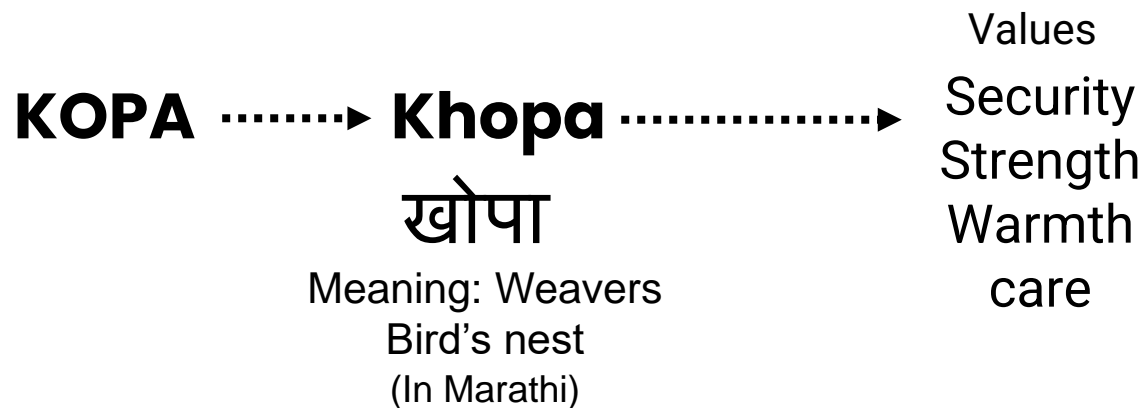 Values
KOPA Khopa
खोपा
Meaning: Weavers
Bird’s nest
(In Marathi)
Security
Strength
Warmth
care